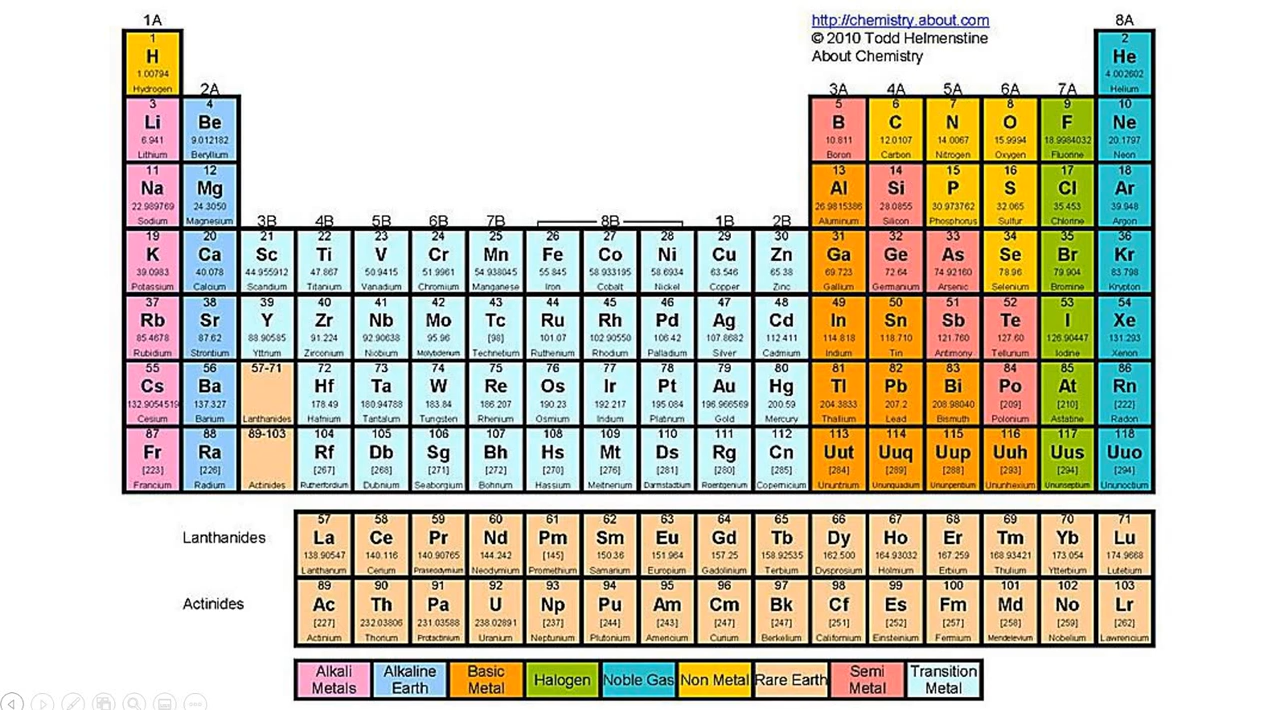 1A
http://chemistry.about.com
8A
© 2010 Todd Helmenstine
About Chemistry
1 2
H He
1.00794 4.002602
Hydrogen Helium
2A 3A 4A 5A 6A 7A
3 4 5 6 7 8 9 10
Li Be B C N O F Ne
6.941 9.012182 10.811 12.0107 14.0067 15.9994 18.9984032 20.1797
Lithium Beryllium Boron Carbon Nitrogen Oxygen Fluorine Neon
11 12 13 14 15 16 17 18
Na Mg Al Si P S Cl Ar
22.989769 24.3050 26.9815386 28.0855 30.973762 32.065 35.453 39.948
Sodium Magnesium Aluminum Silicon Phosphorus Sulfur Chlorine Argon
3B 4B 5B 6B 7B 8B 1B 2B
19 20 21 22 23 24 25 26 27 28 29 30 31 32 33 34 35 36
K Ca Sc Ti V Cr Mn Fe Co Ni Cu Zn Ga Ge As Se Br Kr
39.0983 40.078 44.955912 47.867 50.9415 51.9961 54.938045 55.845 58.933195 58.6934 63.546 65.38 69.723 72.64 74.92160 78.96 79.904 83.798
Potassium Calcium Scandium Titanium Vanadium Chromium Manganese Iron Cobalt Nickel Copper Zinc Gallium Germanium Arsenic Selenium Bromine Krypton
37 38 39 40 41 42 43 44 45 46 47 48 49 50 51 52 53 54
Rb Sr Y Zr Nb Mo Tc Ru Rh Pd Ag Cd In Sn Sb Te I Xe
85.4678 87.62 88.90585 91.224 92.90638 95.96 [98] 101.07 102.90550 106.42 107.8682 112.411 114.818 118.710 121.760 127.60 126.90447 131.293
Rubidium Strontium Yttrium Zirconium Niobium Molybdenum Technetium Ruthenium Rhodium Palladium Silver Cadmium Indium Tin Antimony Tellurium Iodine Xenon
55 56 57-71 72 73 74 75 76 77 78 79 80 81 82 83 84 85 86
Cs Ba Hf Ta W Re Os Ir Pt Au Hg Tl Pb Bi Po At Rn
132.9054519 137.327 178.49 180.94788 183.84 186.207 190.23 192.217 195.084 196.966569 200.59 204.3833 207.2 208.98040 [209] [210] [222]
Cesium Barium Lanthanides Hafnium Tantalum Tungsten Rhenium Osmium Iridium Platinum Gold Mercury Thallium Lead Bismuth Polonium Astatine Radon
87 88 89-103 104 105 106 107 108 109 110 111 112 113 114 115 116 117 118
Fr Ra Rf Db Sg Bh Hs Mt Ds Rg Cn Uut Uuq Uup Uuh Uus Uuo
[223] [226] [267] [268] [271] [272] [270] [276] [281] [280] [285] [284] [289] [288] [293] [294] [294]
Francium Radium Actinides Rutherfordium Dubnium Seaborgium Bohrium Hassium Meitnerium Darmstadtium Roentgenium Copernicium Ununtrium Ununquadium Ununpentium Ununhexium Ununseptium Ununoctium
57 58 59 60 61 62 63 64 65 66 67 68 69 70 71
Lanthanides La Ce Pr Nd Pm Sm Eu Gd Tb Dy Ho Er Tm Yb Lu
138.90547 140.116 140.90765 144.242 [145] 150.36 151.964 157.25 158.92535 162.500 164.93032 167.259 168.93421 173.054 174.9668
Lanthanum Cerium Praseodymium Neodymium Promethium Samarium Europium Gadolinium Terbium Dysprosium Holmium Erbium Thulium Ytterbium Lutetium
89 90 91 92 93 94 95 96 97 98 99 100 101 102 103
Actinides Ac Th Pa U Np Pu Am Cm Bk Cf Es Fm Md No Lr
[227] 232.03806 231.03588 238.02891 [237] [244] [243] [247] [247] [251] [252] [257] [258] [259] [262]
Actinium Thorium Protactinium Uranium Neptunium Plutonium Americium Curium Berkelium Californium Einsteinium Fermium Mendelevium Nobelium Lawrencium
Alkali Metals
Alkaline Earth
Basic Metal
Halogen
Noble Gas
Non Metal
Rare Earth
Semi Metal
Transition Metal